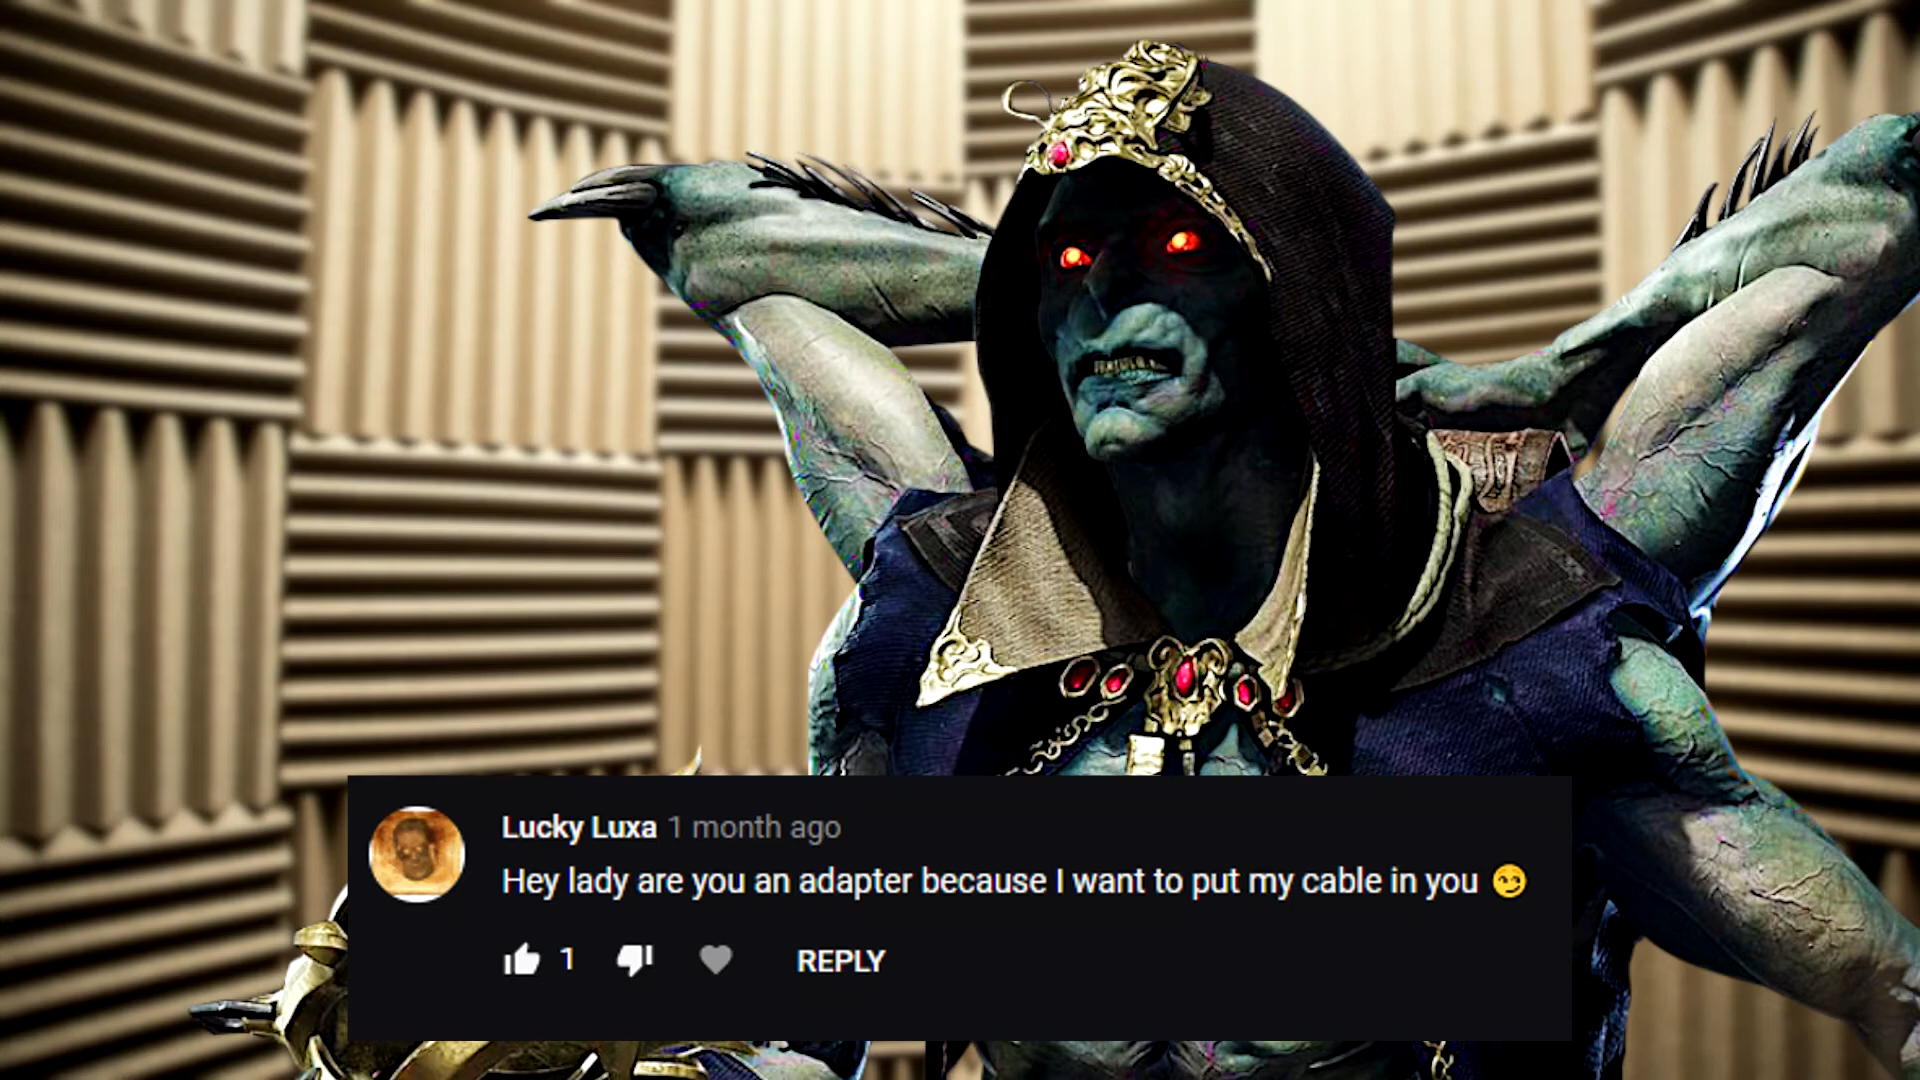 Lucky Luxa 1 month ago
Hey lady are you an adapter because I want to put my cable in you 😏
1 REPLY